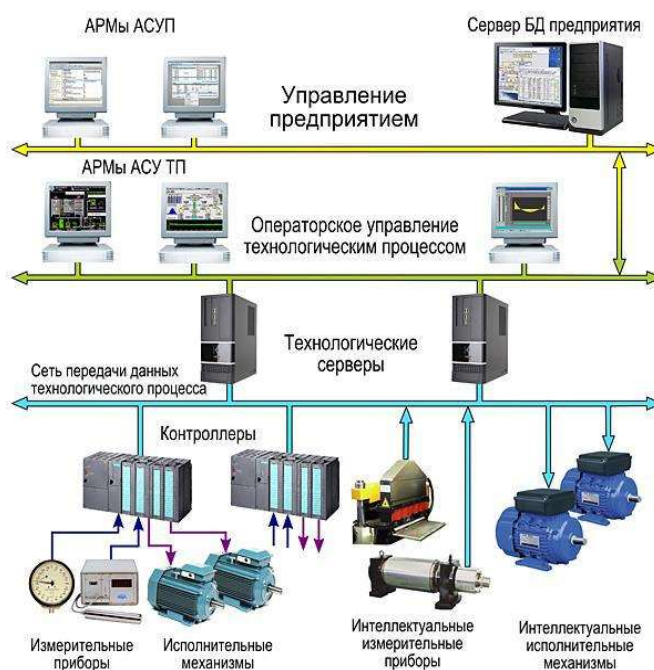 АРМы АСУП
Сервер БД предприятия
Управление
предприятием
АРМы АСУ ТП
Операторское управление
технологическим процессом
Технологические
серверы
Сеть передачи данных
технологического процесса
Контроллеры
Измерительные
приборы
Исполнительные
механизмы
Интеллектуальные
измерительные
приборы
Интеллектуальные
исполнительные
механизмы